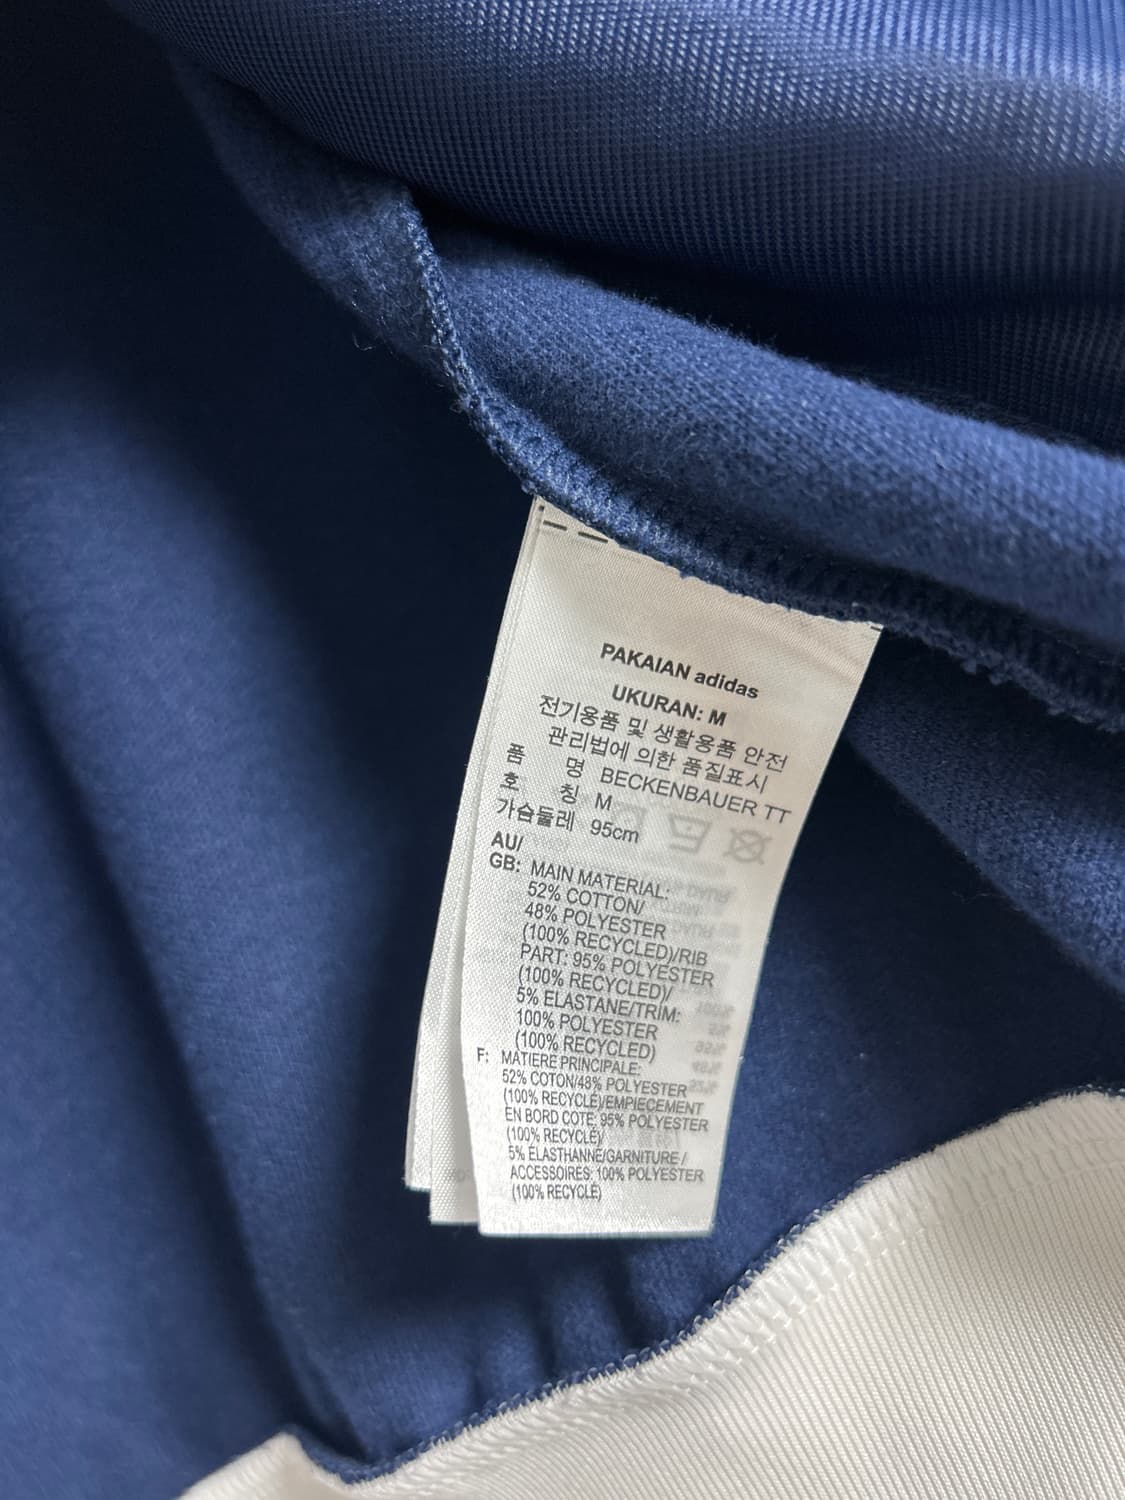 PAKAIAN adidas
UKURAN: M
전기용품 및 생활용품 안전
관리법에 의한 품질표시
품 명 BECKENBAUER TT
호 칭 M
가슴둘레 95cm
AU/
GB: MAIN MATERIAL:
52% COTTON/
48% POLYESTER
(100% RECYCLED)/RIB
PART: 95% POLYESTER
(100% RECYCLED)/
5% ELASTANE/TRIM:
100% POLYESTER
(100% RECYCLED)
F: MATIERE PRINCIPALE:
52% COTON/48% POLYESTER
(100% RECYCLÉ)/EMPIECEMENT
EN BORD COTE: 95% POLYESTER
(100% RECYCLÉ)/
5% ÉLASTHANNE/GARNITURE /
ACCESSOIRES: 100% POLYESTER
(100% RECYCLÉ)